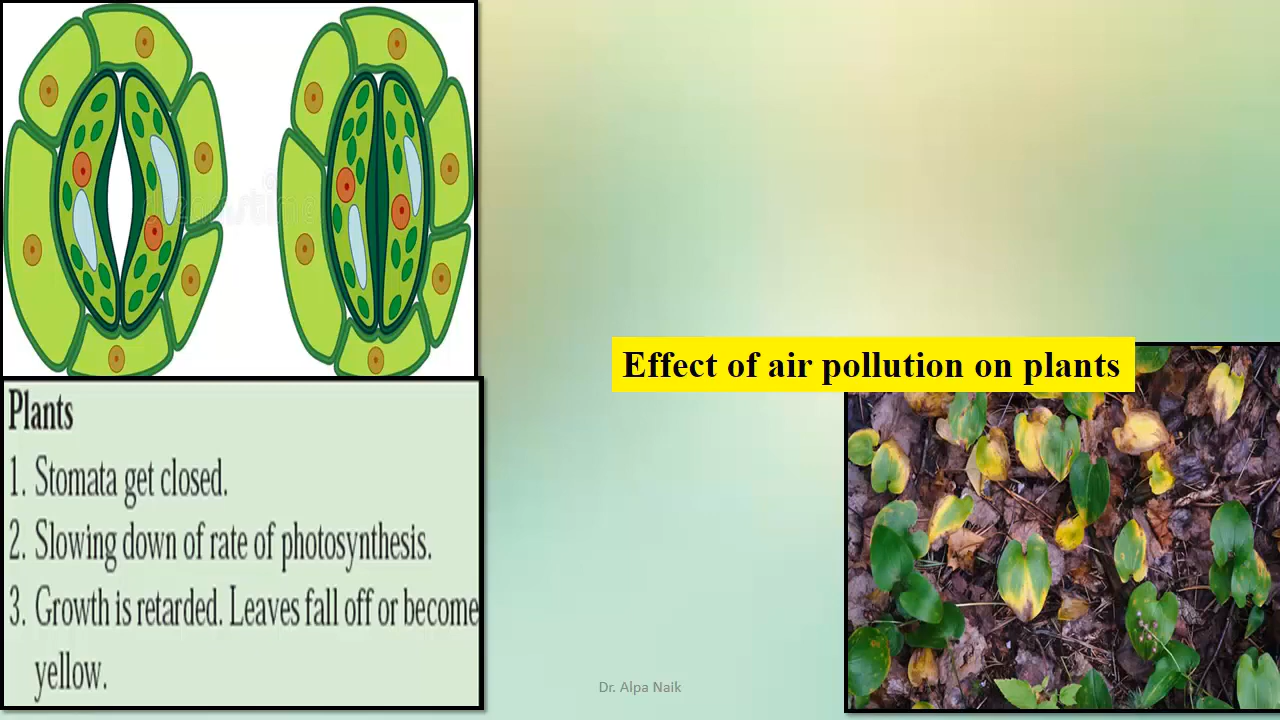 Effect of air pollution on plants
Plants
1. Stomata get closed.
2. Slowing down of rate of photosynthesis.
3. Growth is retarded. Leaves fall off or become
yellow.
Dr. Alpa Naik